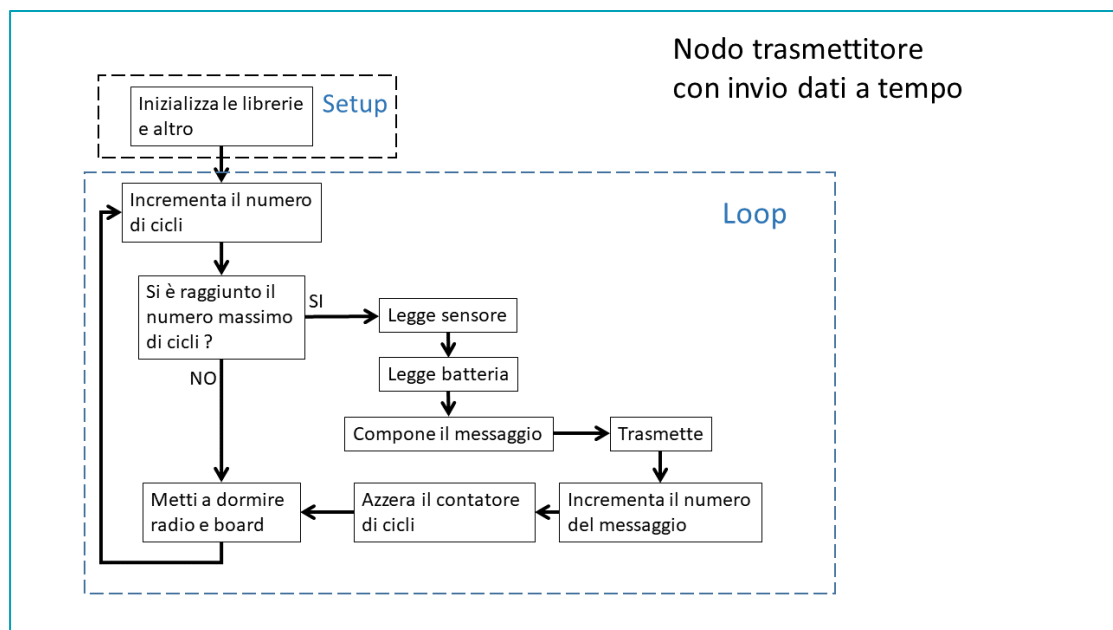 Nodo trasmettitore
con invio dati a tempo
Inizializza le librerie
e altro
Setup
Incrementa il numero
di cicli
Loop
Si è raggiunto il
numero massimo
di cicli ?
SI
NO
Legge sensore
Legge batteria
Compone il messaggio
Trasmette
Incrementa il numero
del messaggio
Azzera il contatore
di cicli
Metti a dormire
radio e board